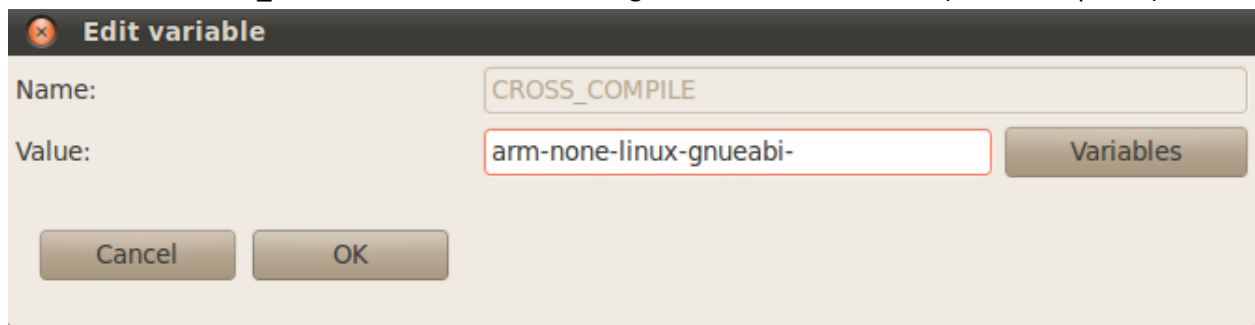 Edit variable
Name: CROSS_COMPILE
Value: arm-none-linux-gnueabi- Variables
Cancel OK